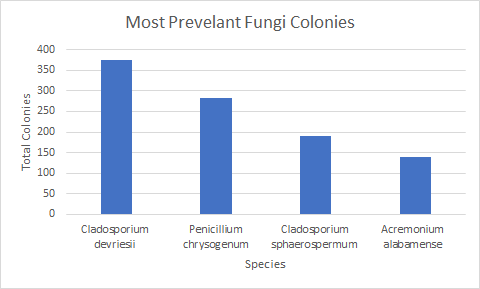 Most Prevelant Fungi Colonies
Total Colonies
400
350
300
250
200
150
100
50
0
Cladosporium devriesii
Penicillium chrysogenum
Cladosporium sphaerospermum
Acremonium alabamense
Species